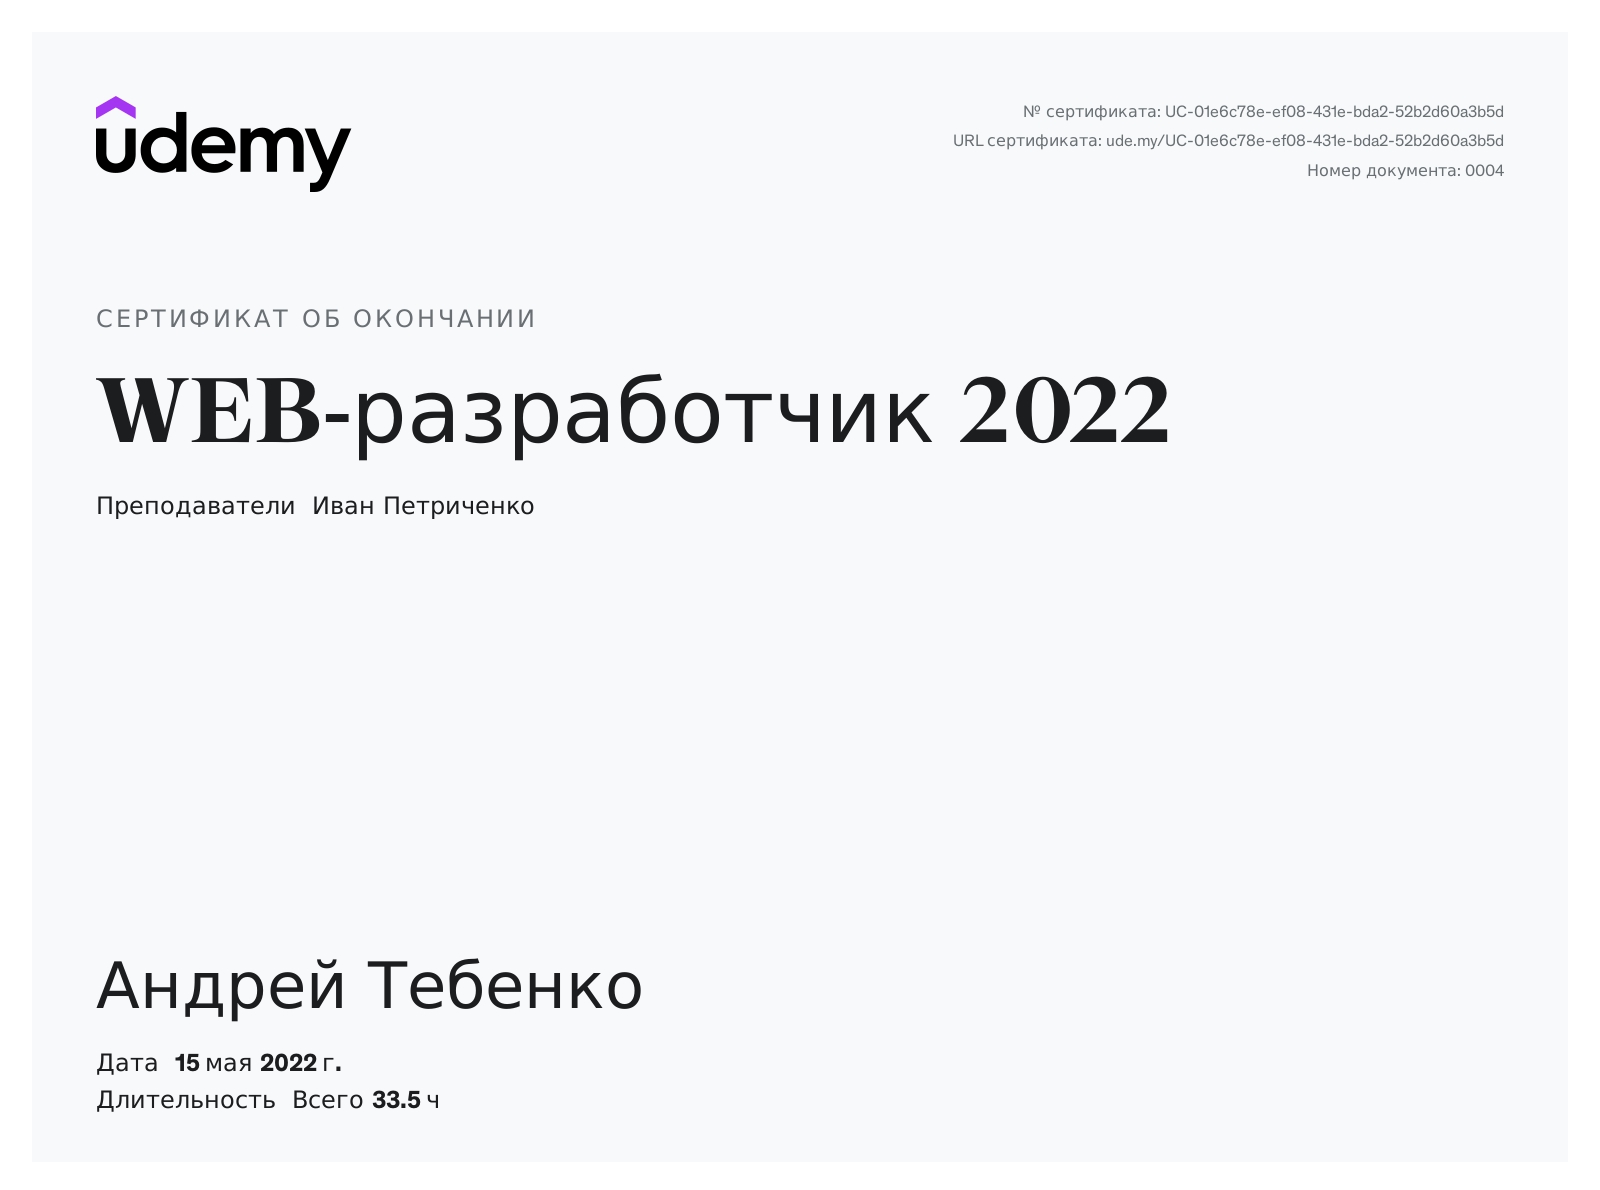 udemy
№ сертификата: UC-01e6c78e-ef08-431e-bda2-52b2d60a3b5d
URL сертификата: ude.my/UC-01e6c78e-ef08-431e-bda2-52b2d60a3b5d
Номер документа: 0004
СЕРТИФИКАТ ОБ ОКОНЧАНИИ
WEB-разработчик 2022
Преподаватели Иван Петриченко
Андрей Тебенко
Дата 15 мая 2022 г.
Длительность Всего 33.5 ч